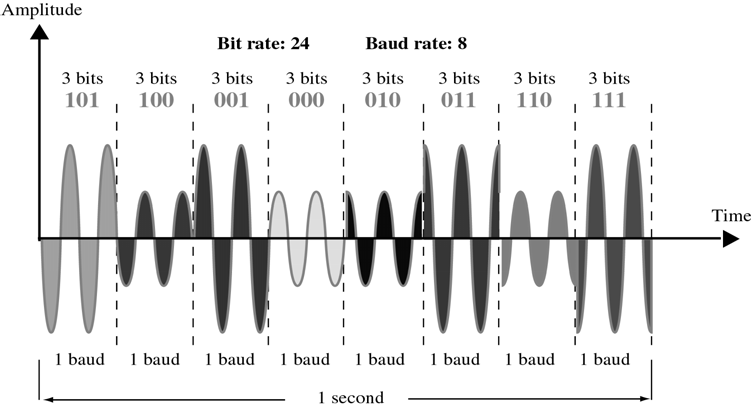 Amplitude
Bit rate: 24 Baud rate: 8
3 bits 3 bits 3 bits 3 bits 3 bits 3 bits 3 bits 3 bits
101 100 001 000 010 011 110 111
Time
1 baud 1 baud 1 baud 1 baud 1 baud 1 baud 1 baud 1 baud
1 second